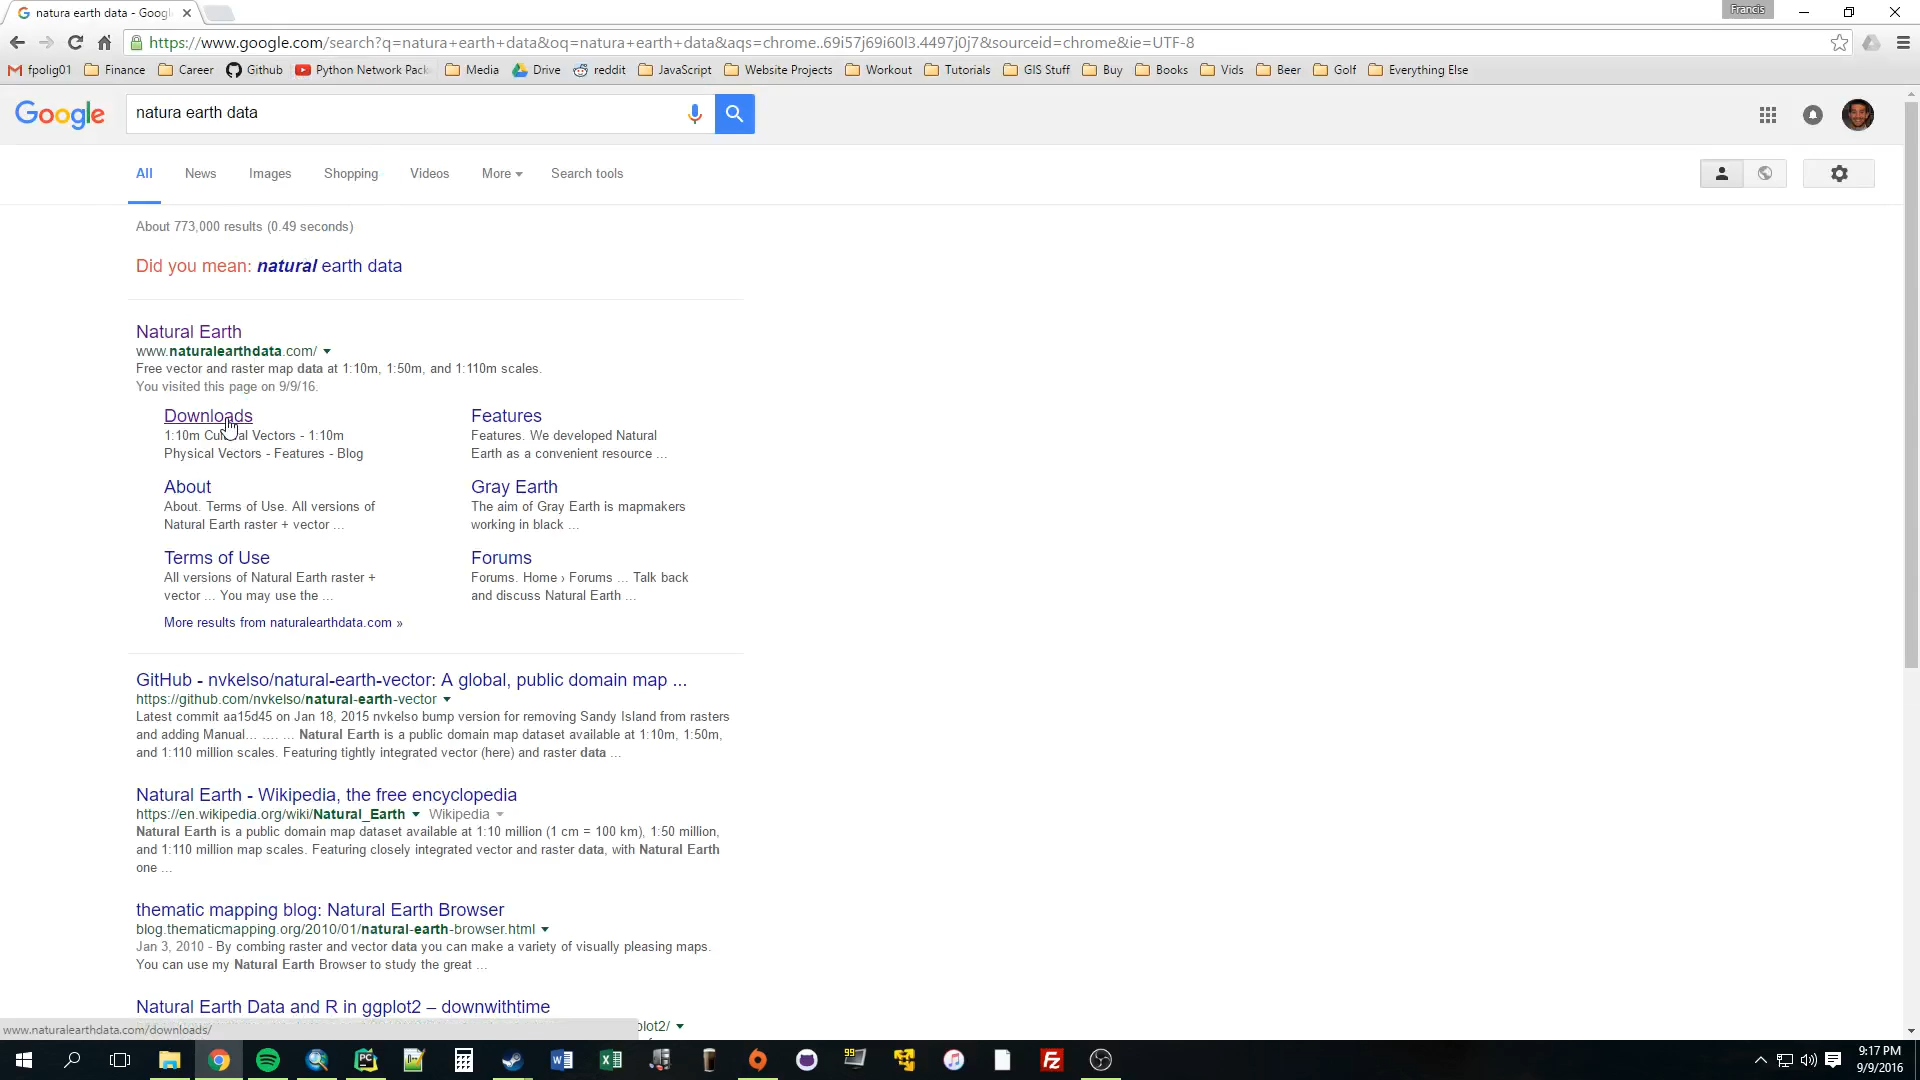 natura earth data - Googl
Francis
https://www.google.com/search?q=natura+earth+data&oq=natura+earth+data&aqs=chrome..69i57j69i60l3.4497j0j7&sourceid=chrome&ie=UTF-8
fpolig01 Finance Career Github Python Network Pack Media Drive reddit JavaScript Website Projects Workout Tutorials GIS Stuff Buy Books Vids Beer Golf Everything Else
Google natura earth data
All News Images Shopping Videos More Search tools
About 773,000 results (0.49 seconds)
Did you mean: natural earth data
Natural Earth
www.naturalearthdata.com/
Free vector and raster map data at 1:10m, 1:50m, and 1:110m scales.
You visited this page on 9/9/16.
Downloads
1:10m Cultural Vectors - 1:10m
Physical Vectors - Features - Blog
Features
Features. We developed Natural
Earth as a convenient resource ...
About
About. Terms of Use. All versions of
Natural Earth raster + vector ...
Gray Earth
The aim of Gray Earth is mapmakers
working in black ...
Terms of Use
All versions of Natural Earth raster +
vector ... You may use the ...
Forums
Forums. Home › Forums ... Talk back
and discuss Natural Earth ...
More results from naturalearthdata.com »
GitHub - nvkelso/natural-earth-vector: A global, public domain map ...
https://github.com/nvkelso/natural-earth-vector
Latest commit aa15d45 on Jan 18, 2015 nvkelso bump version for removing Sandy Island from rasters
and adding Manual... .... ... Natural Earth is a public domain map dataset available at 1:10m, 1:50m,
and 1:110 million scales. Featuring tightly integrated vector (here) and raster data ...
Natural Earth - Wikipedia, the free encyclopedia
https://en.wikipedia.org/wiki/Natural_Earth Wikipedia
Natural Earth is a public domain map dataset available at 1:10 million (1 cm = 100 km), 1:50 million,
and 1:110 million map scales. Featuring closely integrated vector and raster data, with Natural Earth
one ...
thematic mapping blog: Natural Earth Browser
blog.thematicmapping.org/2010/01/natural-earth-browser.html
Jan 3, 2010 - By combing raster and vector data you can make a variety of visually pleasing maps.
You can use my Natural Earth Browser to study the great ...
Natural Earth Data and R in ggplot2 – downwithtime
www.naturalearthdata.com/downloads/ plot2/
9:17 PM
9/9/2016